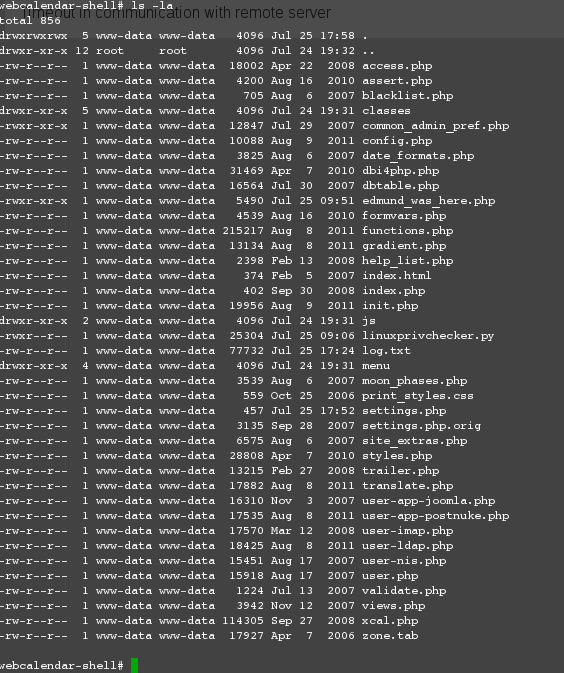 webcalendar-shell# ls -la
Timeout in communication with remote server
total 856
drwxrwxrwx 5 www-data www-data 4096 Jul 25 17:58 .
drwxr-xr-x 12 root root 4096 Jul 24 19:32 ..
-rw-r--r-- 1 www-data www-data 18002 Apr 22 2008 access.php
-rw-r--r-- 1 www-data www-data 4200 Aug 16 2010 assert.php
-rw-r--r-- 1 www-data www-data 705 Aug 6 2007 blacklist.php
drwxr-xr-x 5 www-data www-data 4096 Jul 24 19:31 classes
-rwxr-xr-x 1 www-data www-data 12847 Jul 29 2007 common_admin_pref.php
-rw-r--r-- 1 www-data www-data 10088 Aug 9 2011 config.php
-rw-r--r-- 1 www-data www-data 3825 Aug 6 2007 date_formats.php
-rw-r--r-- 1 www-data www-data 31469 Apr 7 2010 dbi4php.php
-rw-r--r-- 1 www-data www-data 16564 Jul 30 2007 dbtable.php
-rwxr-xr-x 1 www-data www-data 5490 Jul 25 09:51 edmund_was_here.php
-rw-r--r-- 1 www-data www-data 4539 Aug 16 2010 formvars.php
-rw-r--r-- 1 www-data www-data 215217 Aug 8 2011 functions.php
-rw-r--r-- 1 www-data www-data 13134 Aug 8 2011 gradient.php
-rw-r--r-- 1 www-data www-data 2398 Feb 13 2008 help_list.php
-rw-r--r-- 1 www-data www-data 374 Feb 5 2007 index.html
-rw-r--r-- 1 www-data www-data 402 Sep 30 2008 index.php
-rw-r--r-- 1 www-data www-data 19956 Aug 9 2011 init.php
drwxr-xr-x 2 www-data www-data 4096 Jul 24 19:31 js
-rw-r--r-- 1 www-data www-data 25304 Jul 25 09:06 linuxprivchecker.py
-rw-r--r-- 1 www-data www-data 77732 Jul 25 17:24 log.txt
drwxr-xr-x 4 www-data www-data 4096 Jul 24 19:31 menu
-rw-r--r-- 1 www-data www-data 3539 Aug 6 2007 moon_phases.php
-rw-r--r-- 1 www-data www-data 559 Oct 25 2006 print_styles.css
-rw-r--r-- 1 www-data www-data 457 Jul 25 17:52 settings.php
-rw-r--r-- 1 www-data www-data 3135 Sep 28 2007 settings.php.orig
-rw-r--r-- 1 www-data www-data 6575 Aug 6 2007 site_extras.php
-rw-r--r-- 1 www-data www-data 28808 Apr 7 2010 styles.php
-rw-r--r-- 1 www-data www-data 13215 Feb 27 2008 trailer.php
-rw-r--r-- 1 www-data www-data 17882 Aug 8 2011 translate.php
-rw-r--r-- 1 www-data www-data 16310 Nov 3 2007 user-app-joomla.php
-rw-r--r-- 1 www-data www-data 17535 Aug 8 2011 user-app-postnuke.php
-rw-r--r-- 1 www-data www-data 17570 Mar 12 2008 user-imap.php
-rw-r--r-- 1 www-data www-data 18425 Aug 8 2011 user-ldap.php
-rw-r--r-- 1 www-data www-data 15451 Aug 17 2007 user-nis.php
-rw-r--r-- 1 www-data www-data 15918 Aug 17 2007 user.php
-rw-r--r-- 1 www-data www-data 1224 Jul 13 2007 validate.php
-rw-r--r-- 1 www-data www-data 3942 Nov 12 2007 views.php
-rw-r--r-- 1 www-data www-data 114305 Sep 27 2008 xcal.php
-rw-r--r-- 1 www-data www-data 17927 Apr 7 2006 zone.tab
webcalendar-shell#